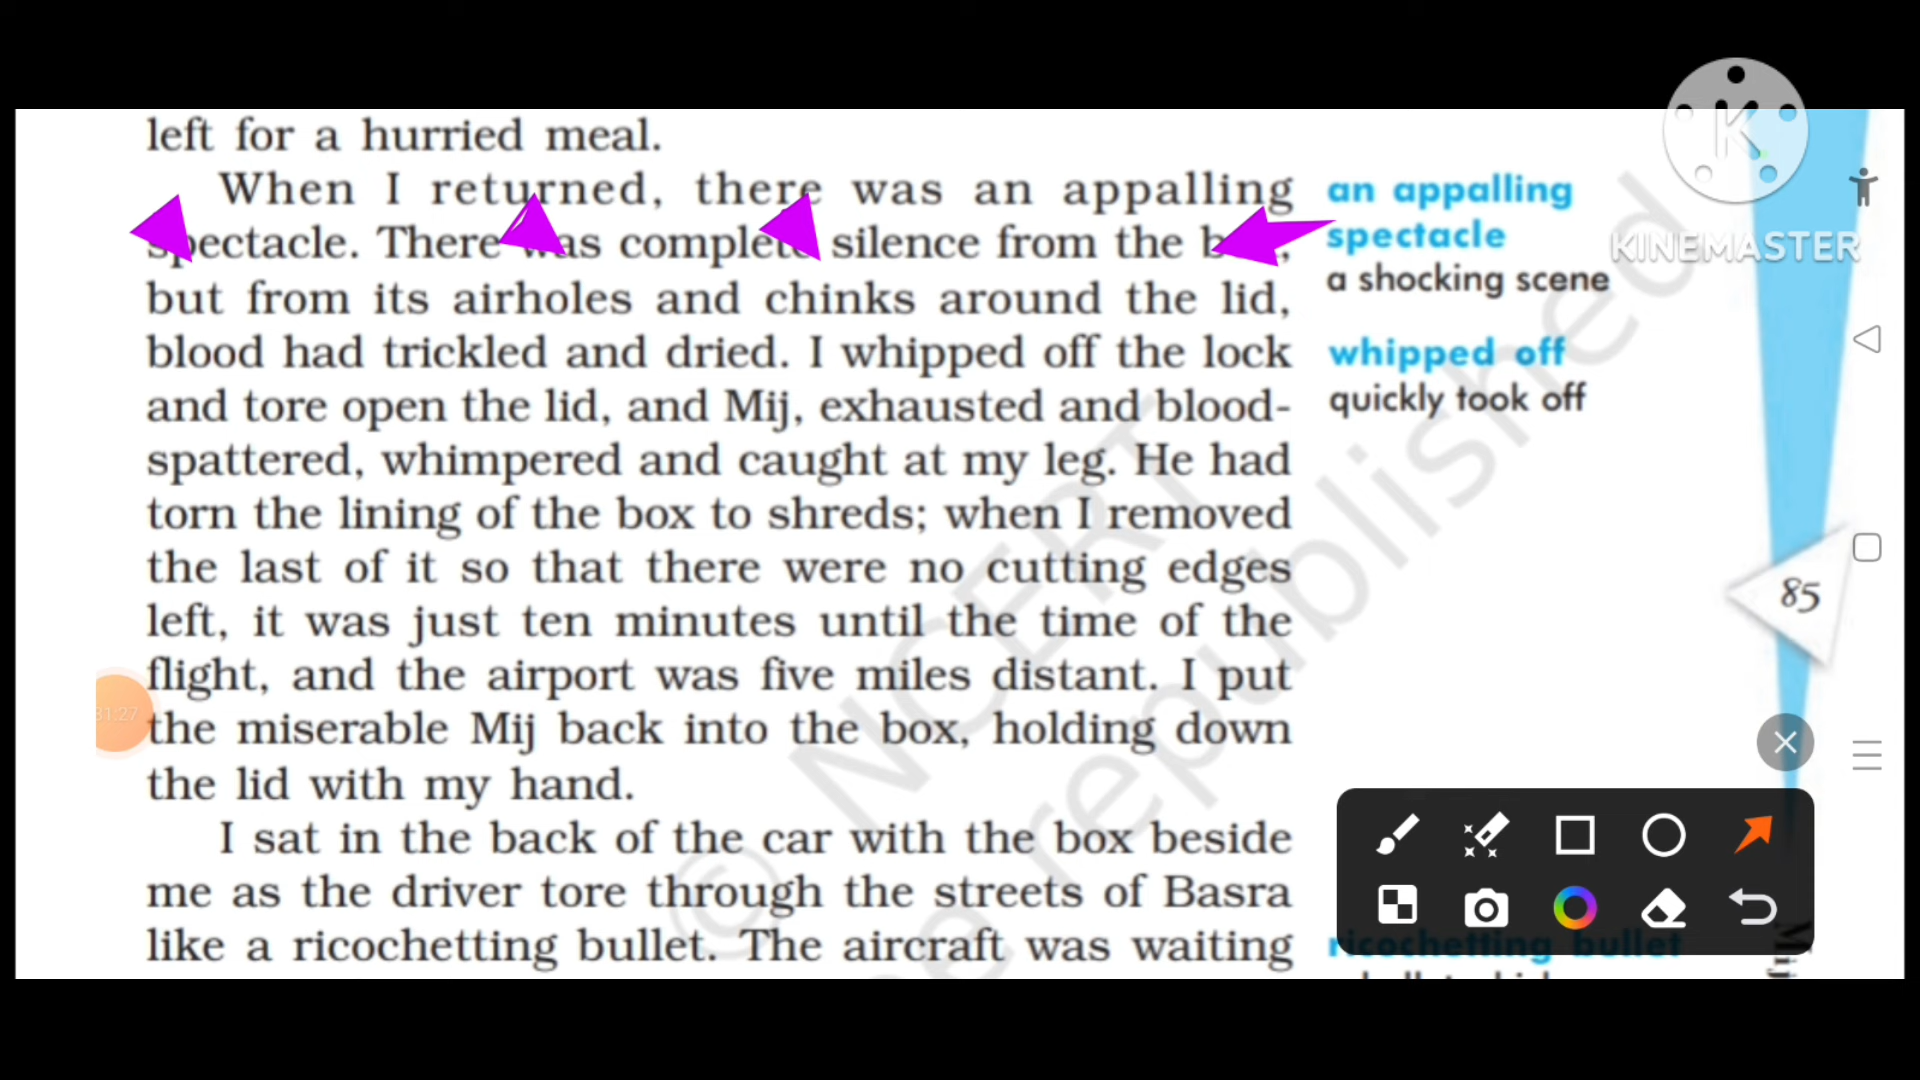 left for a hurried meal.
When I returned, there was an appalling
spectacle. There was complete silence from the
but from its airholes and chinks around the lid,
blood had trickled and dried. I whipped off the lock
and tore open the lid, and Mij, exhausted and blood-
spattered, whimpered and caught at my leg. He had
torn the lining of the box to shreds; when I removed
the last of it so that there were no cutting edges
left, it was just ten minutes until the time of the
flight, and the airport was five miles distant. I put
the miserable Mij back into the box, holding down
the lid with my hand.
I sat in the back of the car with the box beside
me as the driver tore through the streets of Basra
like a ricochetting bullet. The aircraft was waiting
an appalling
spectacle
a shocking scene
whipped off
quickly took off
ricochetting bullet
85
Mij
K
KINEMASTER
31:27
© NCERT
republished